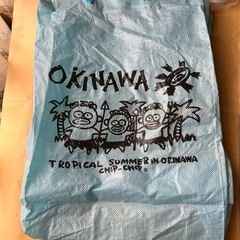 OKINAWA
TROPICAL SUMMER IN OKINAWA
CHIP-CHIP